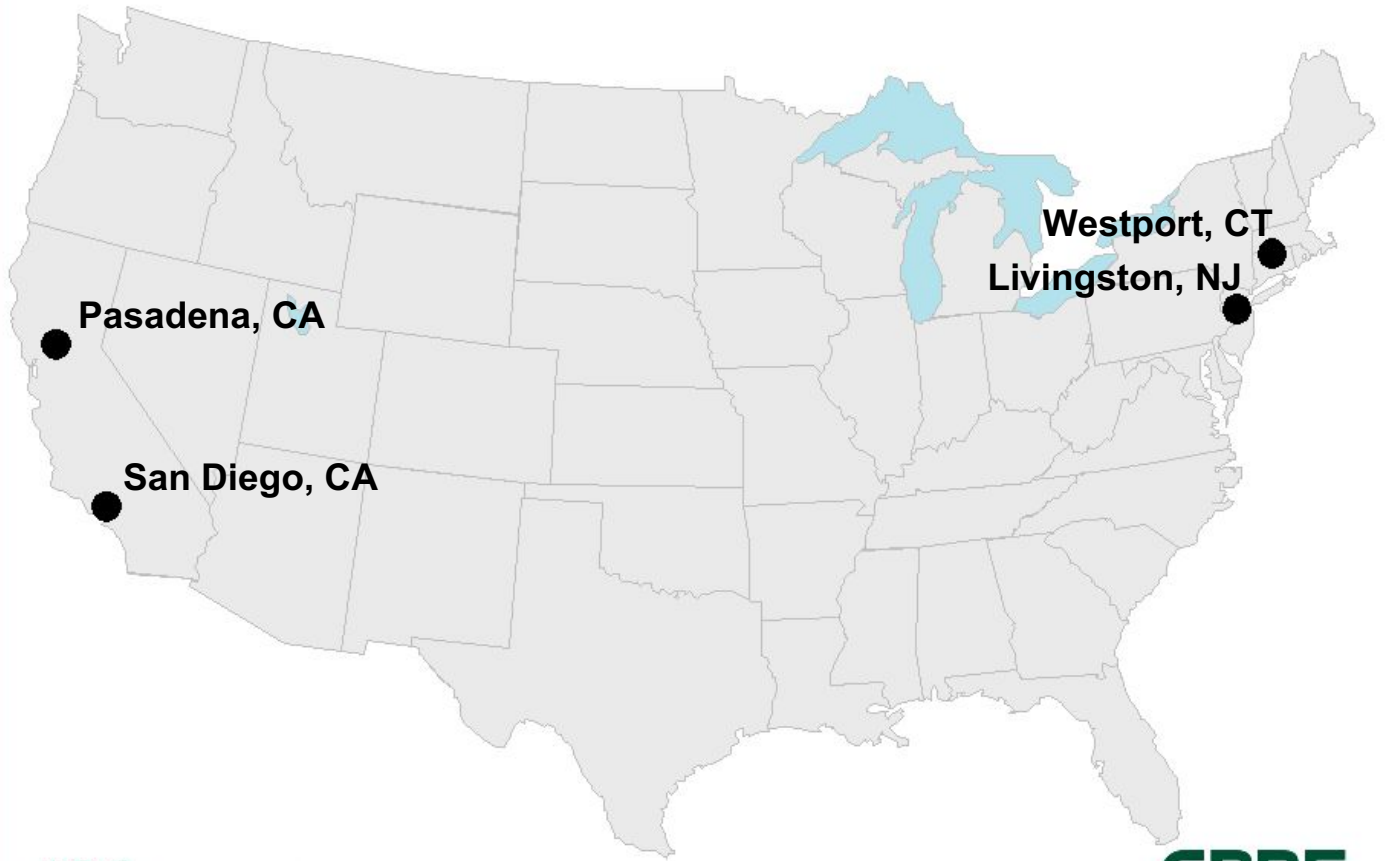 Westport, CT
Livingston, NJ
Pasadena, CA
San Diego, CA